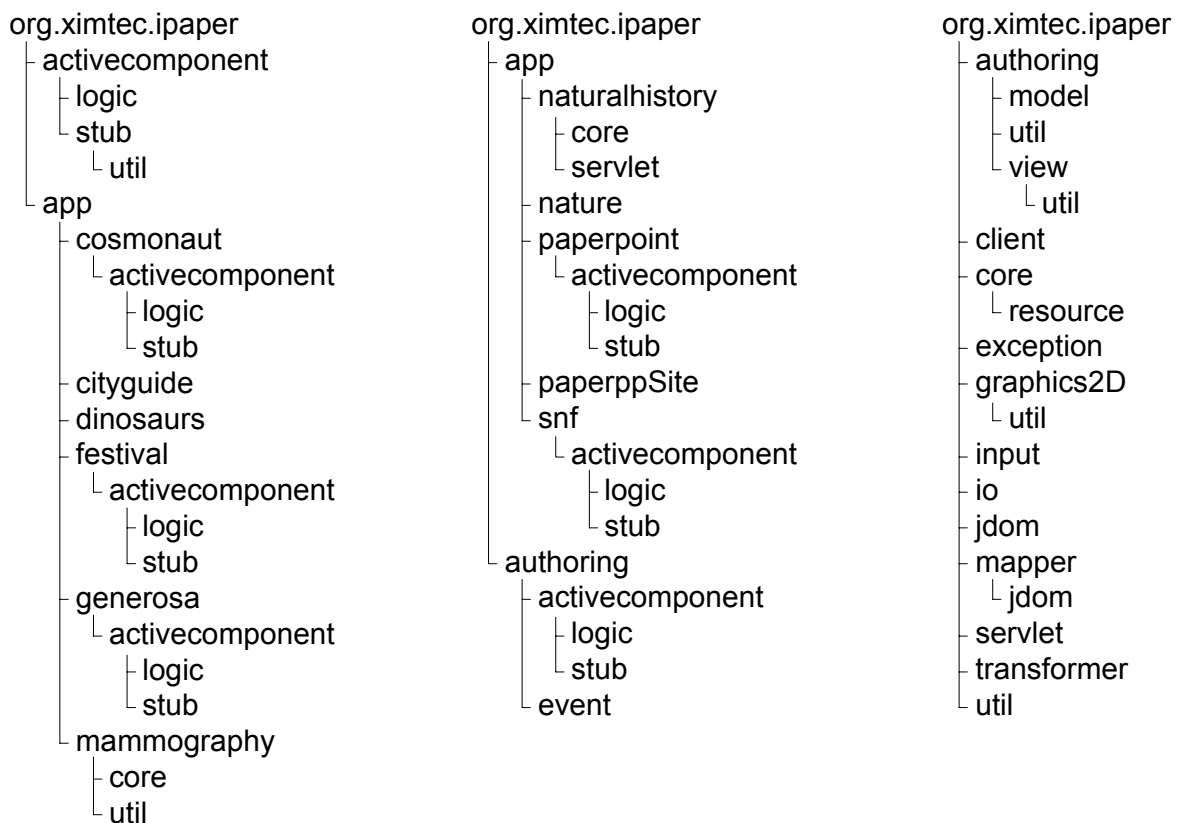 org.ximtec.ipaper
activecomponent
logic
stub
util
app
cosmonaut
activecomponent
logic
stub
cityguide
dinosaurs
festival
activecomponent
logic
stub
generosa
activecomponent
logic
stub
mammography
core
util
org.ximtec.ipaper
app
naturalhistory
core
servlet
nature
paperpoint
activecomponent
logic
stub
paperppSite
snf
activecomponent
logic
stub
authoring
activecomponent
logic
stub
event
org.ximtec.ipaper
authoring
model
util
view
util
client
core
resource
exception
graphics2D
util
input
io
jdom
mapper
jdom
servlet
transformer
util